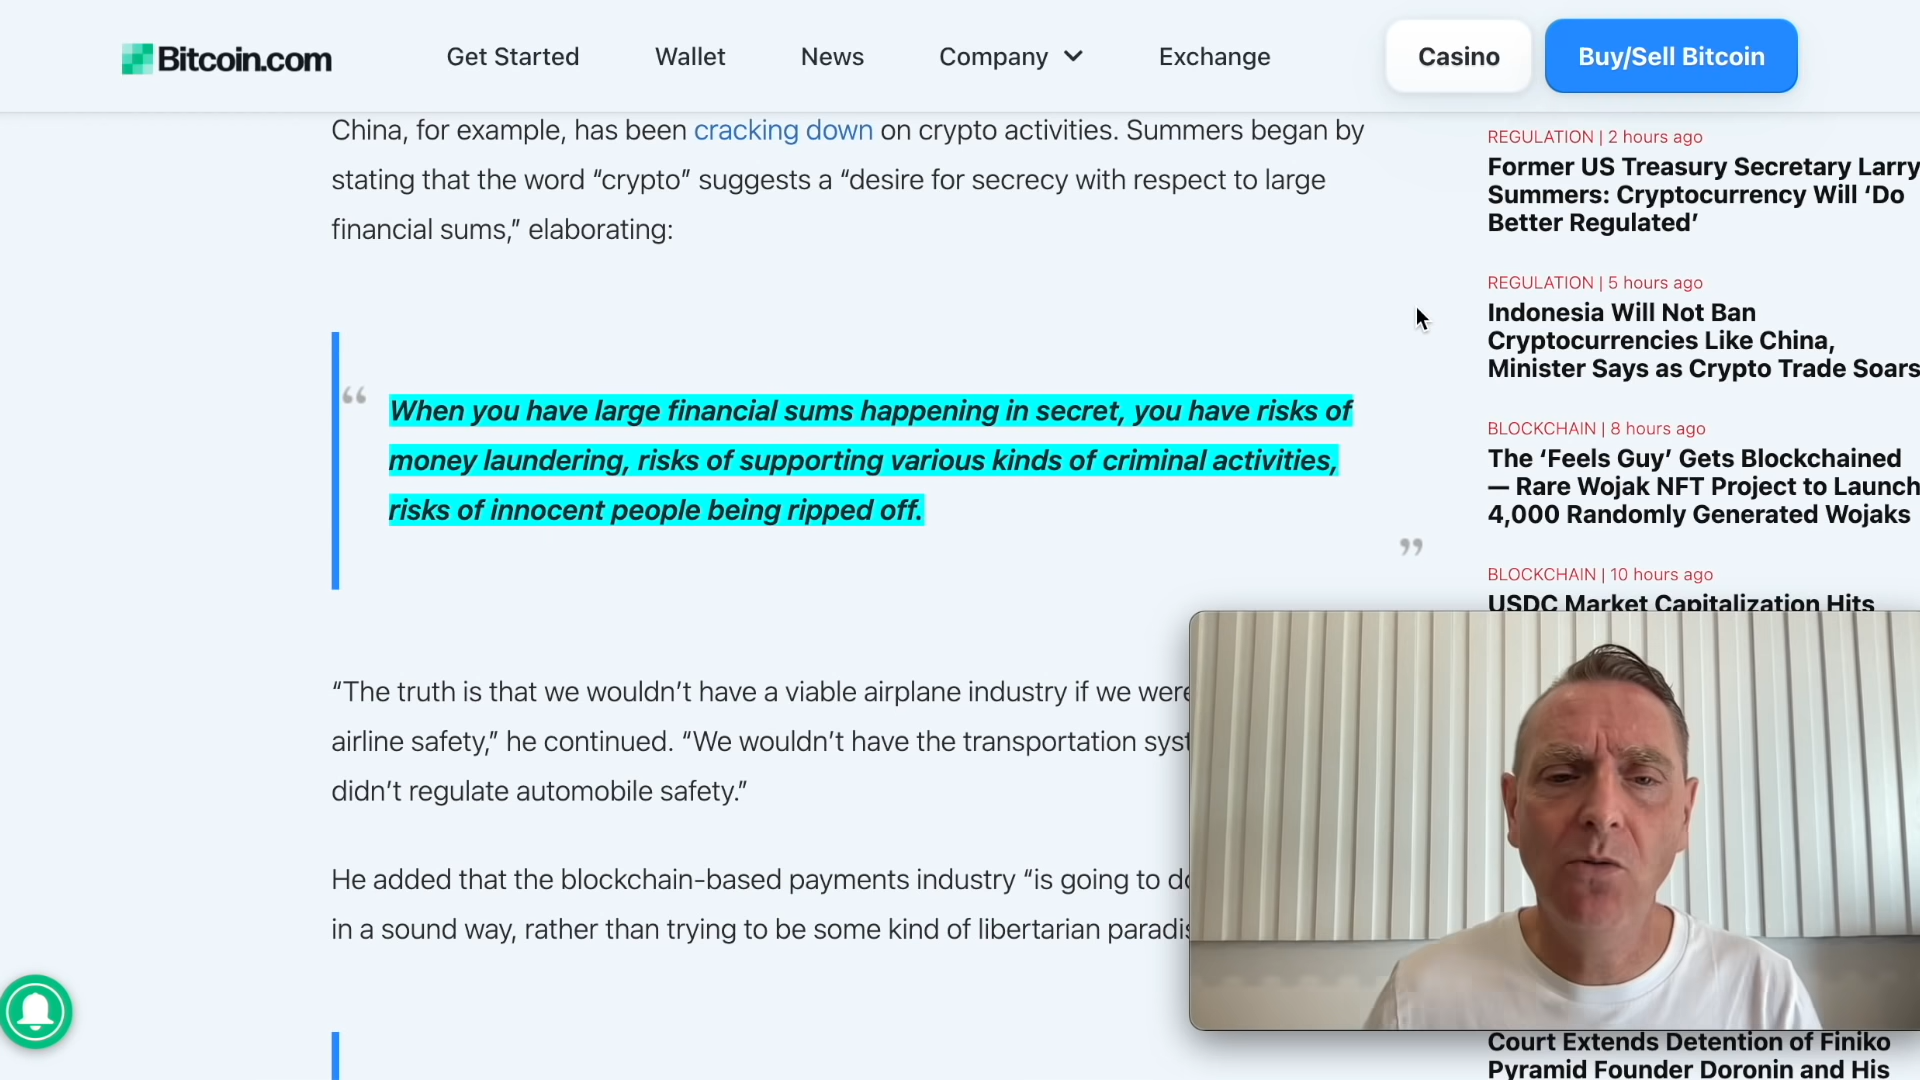 Bitcoin.com
Get Started
Wallet
News
Company
Exchange
Casino
Buy/Sell Bitcoin
China, for example, has been cracking down on crypto activities. Summers began by
stating that the word “crypto” suggests a “desire for secrecy with respect to large
financial sums,” elaborating:
“
When you have large financial sums happening in secret, you have risks of
money laundering, risks of supporting various kinds of criminal activities,
risks of innocent people being ripped off.
”
“The truth is that we wouldn’t have a viable airplane industry if we were
airline safety,” he continued. “We wouldn’t have the transportation syst
didn’t regulate automobile safety.”
He added that the blockchain-based payments industry “is going to do
in a sound way, rather than trying to be some kind of libertarian paradis
REGULATION | 2 hours ago
Former US Treasury Secretary Larry
Summers: Cryptocurrency Will ‘Do
Better Regulated’
REGULATION | 5 hours ago
Indonesia Will Not Ban
Cryptocurrencies Like China,
Minister Says as Crypto Trade Soars
BLOCKCHAIN | 8 hours ago
The ‘Feels Guy’ Gets Blockchained
— Rare Wojak NFT Project to Launch
4,000 Randomly Generated Wojaks
BLOCKCHAIN | 10 hours ago
USDC Market Capitalization Hits
Court Extends Detention of Finiko
Pyramid Founder Doronin and His